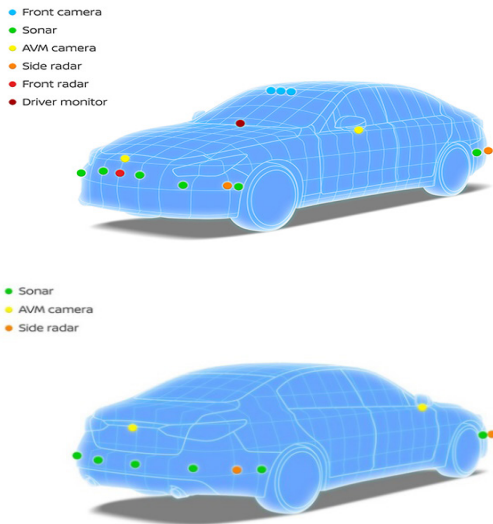 Front camera
Sonar
AVM camera
Side radar
Front radar
Driver monitor
Sonar
AVM camera
Side radar